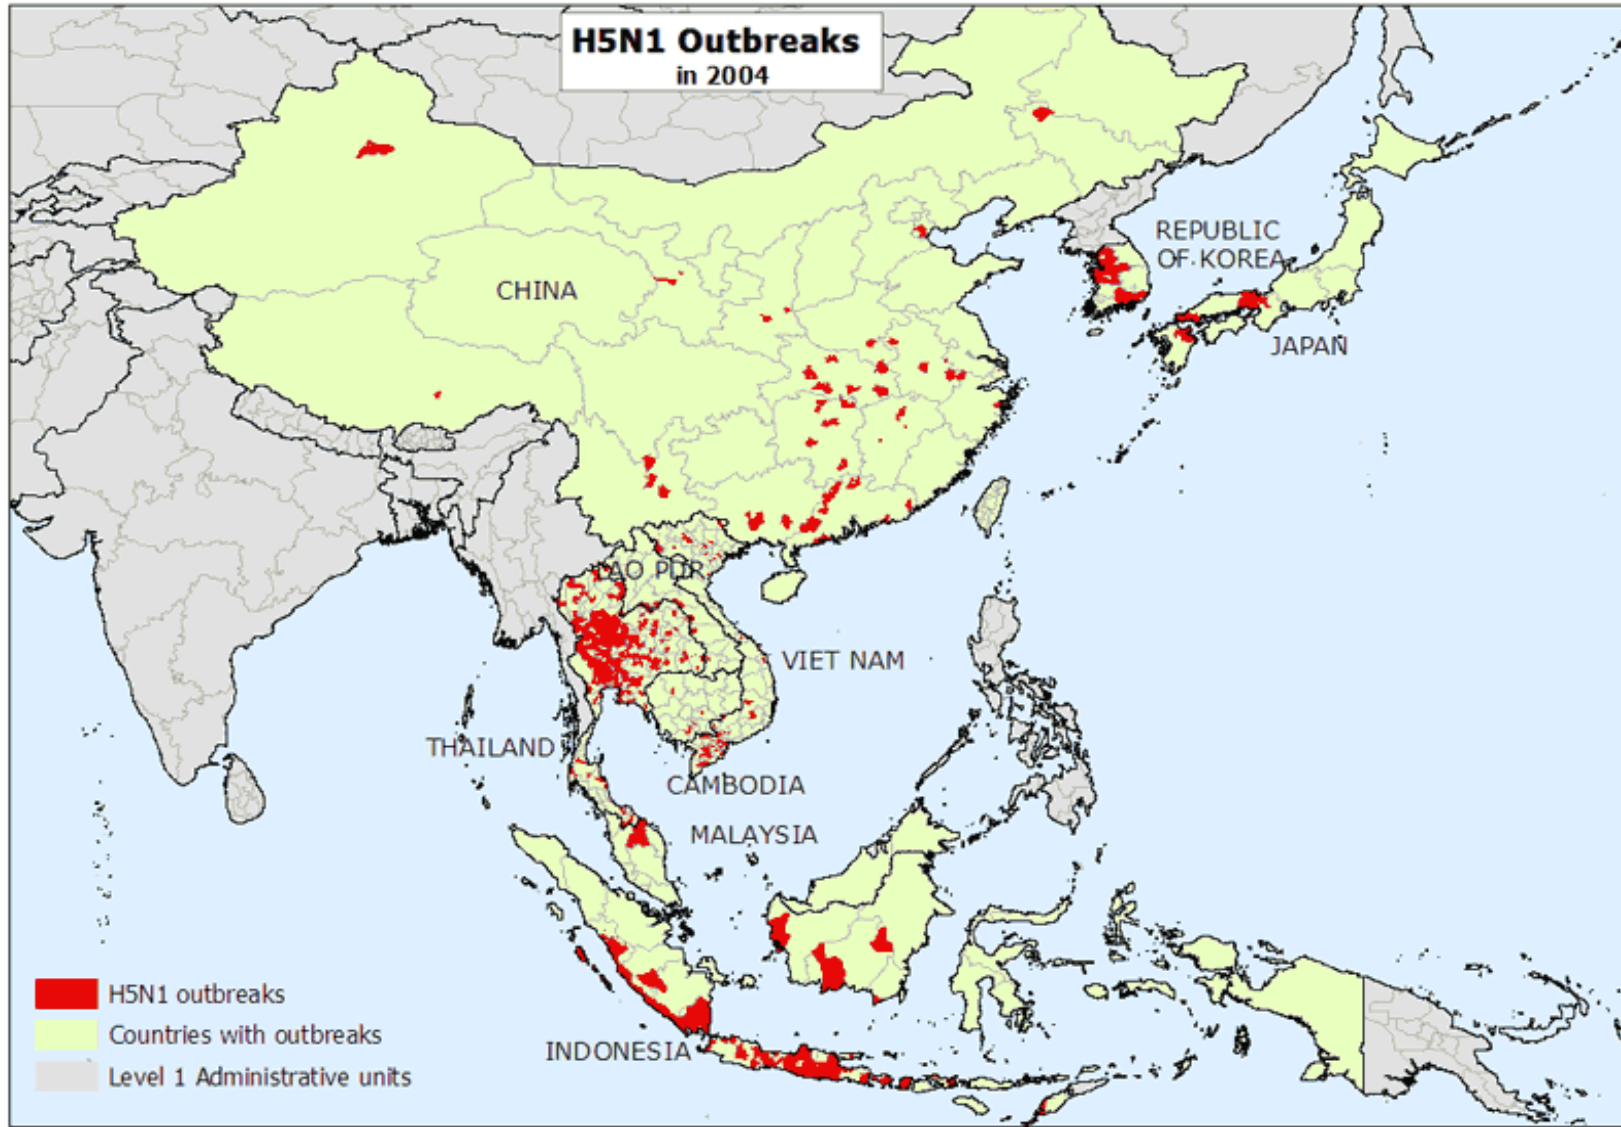 H5N1 Outbreaks
in 2004
REPUBLIC
OF KOREA
CHINA
JAPAN
LAO PDR
VIET NAM
THAILAND
CAMBODIA
MALAYSIA
INDONESIA
H5N1 outbreaks
Countries with outbreaks
Level 1 Administrative units